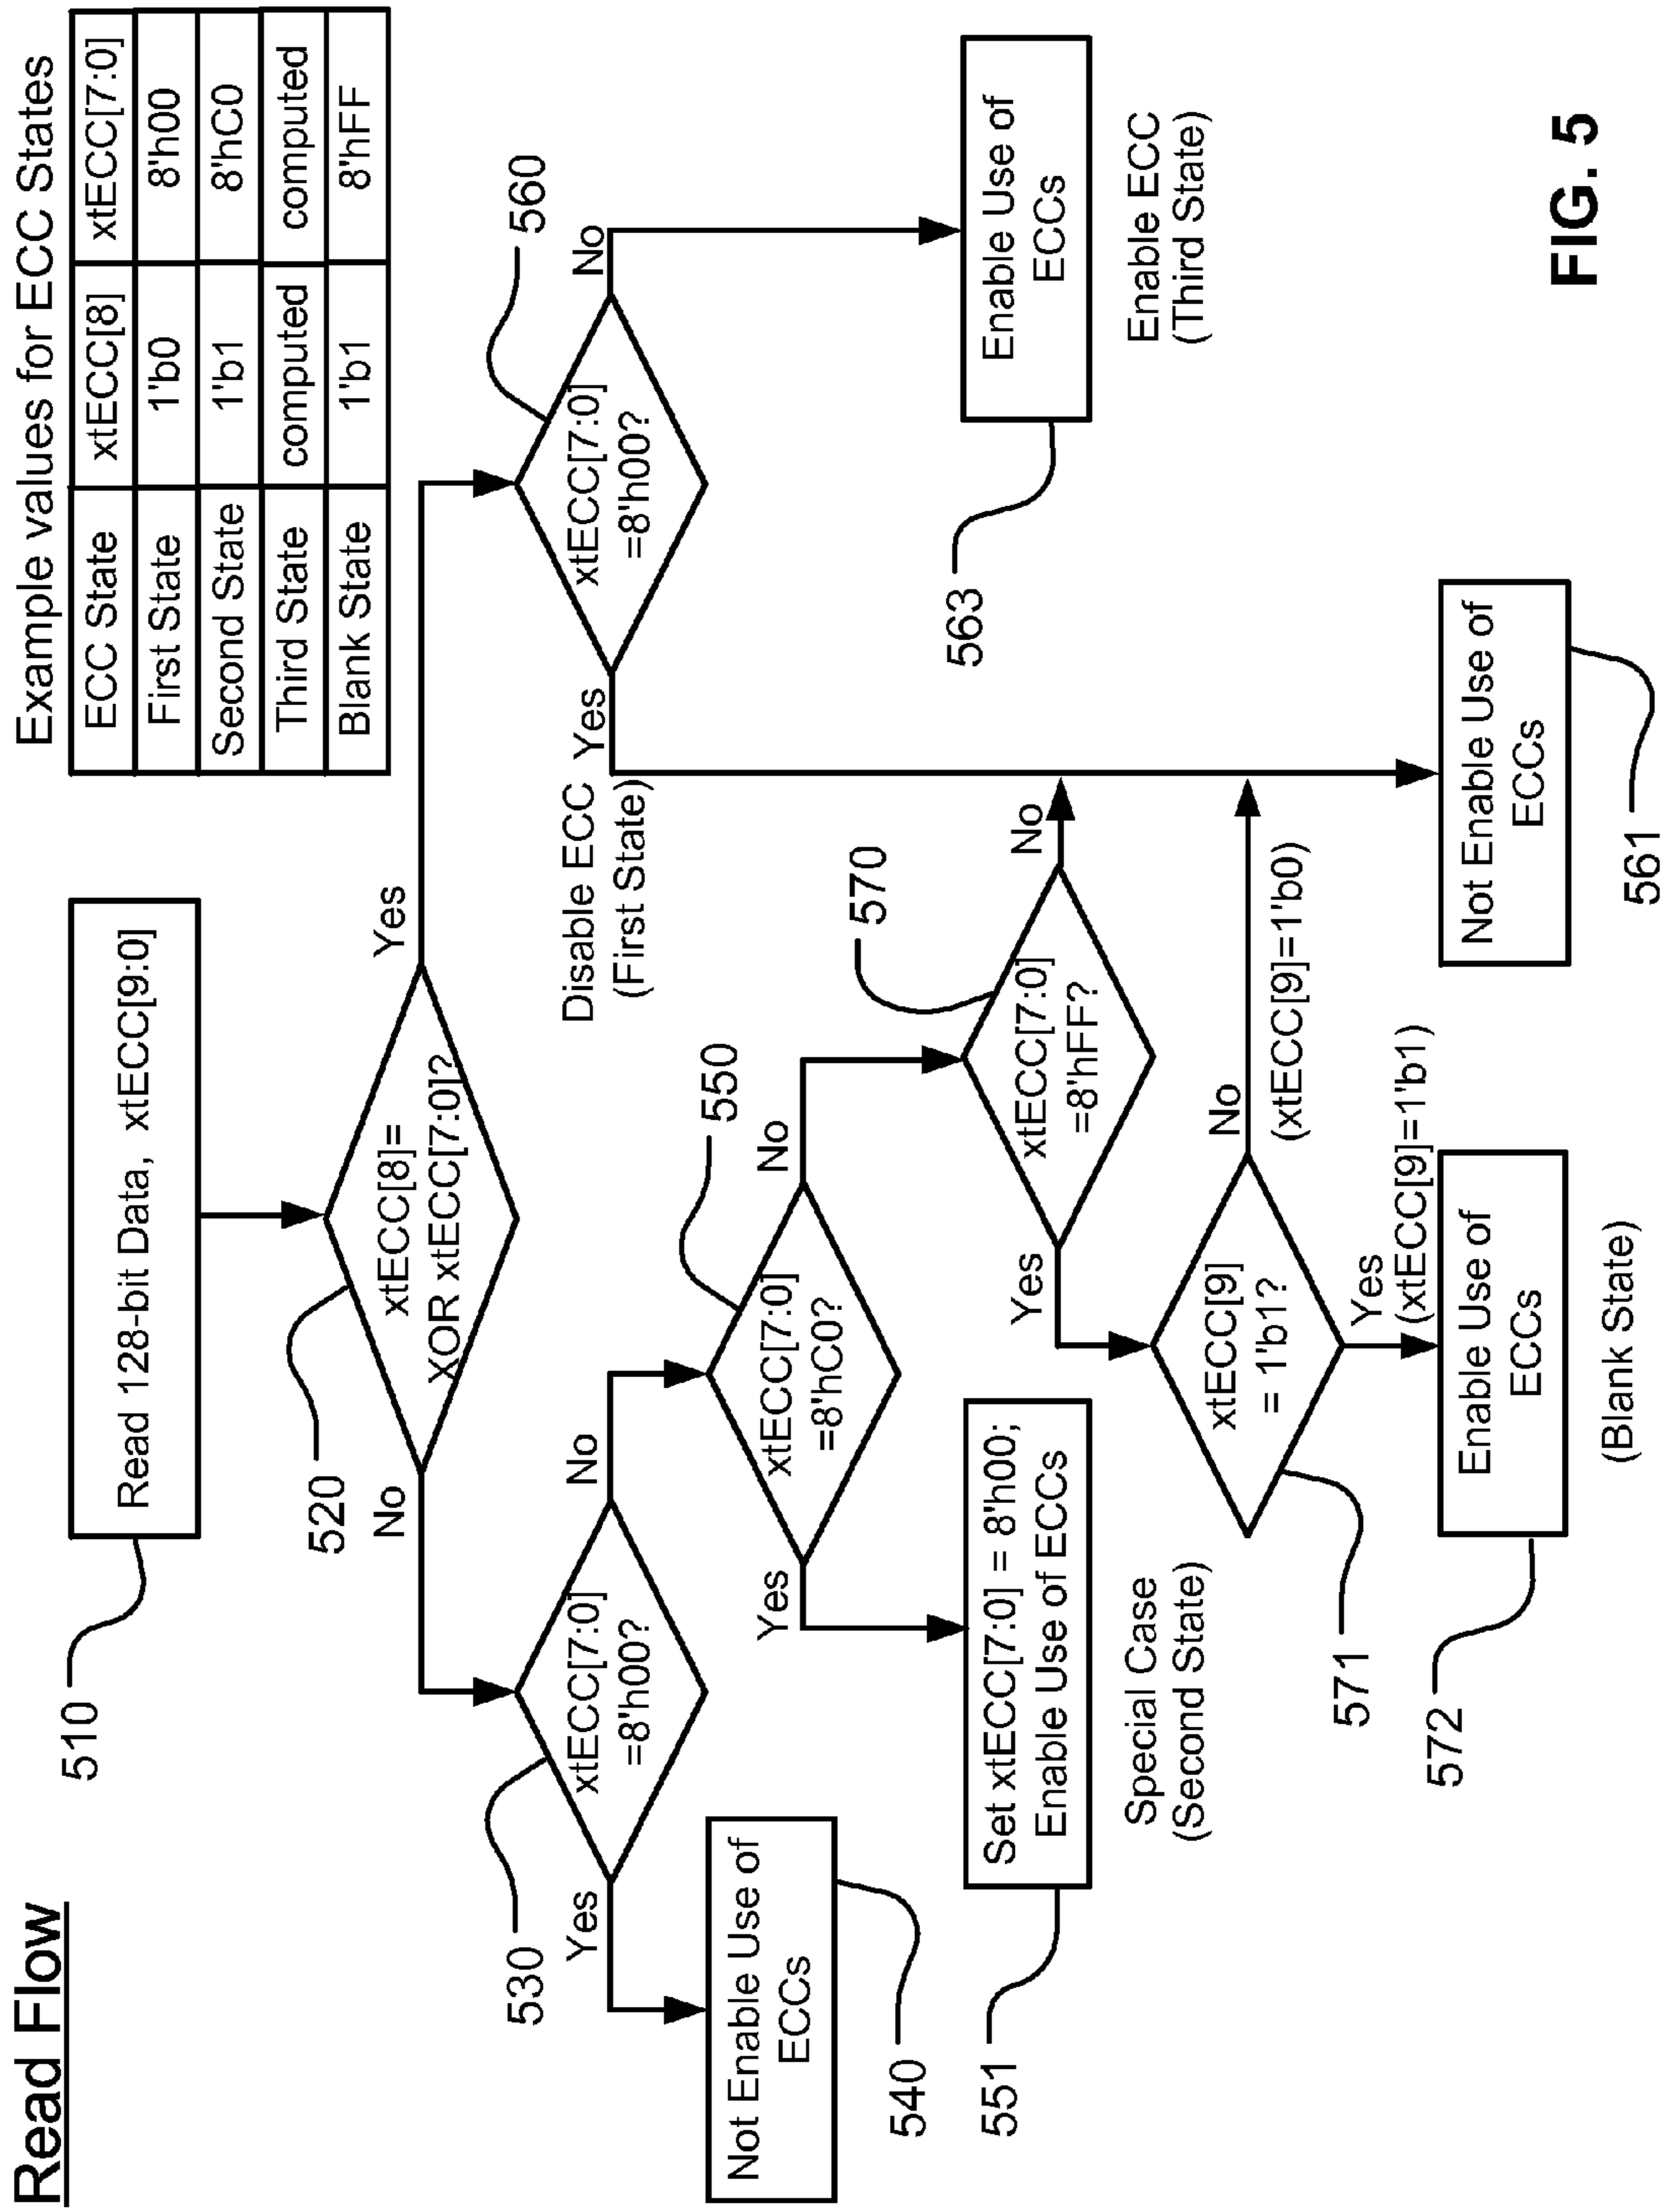 Read Flow
Example values for ECC States
ECC State xtECC[8] xtECC[7:0]
First State 1'b0 8'h00
Second State 1'b1 8'hC0
Third State computed computed
Blank State 1'b1 8'hFF
510
Read 128-bit Data, xtECC[9:0]
520
xtECC[8]=
XOR xtECC[7:0]?
No
Yes
530
xtECC[7:0]
=8'h00?
Yes
No
560
xtECC[7:0]
=8'h00?
Yes
No
Disable ECC
(First State)
Not Enable Use of
ECCs
540
550
xtECC[7:0]
=8'hC0?
Yes
No
551
Set xtECC[7:0] = 8'h00;
Enable Use of ECCs
Special Case
(Second State)
570
xtECC[7:0]
=8'hFF?
Yes
No
563
Enable Use of
ECCs
Enable ECC
(Third State)
571
xtECC[9]
= 1'b1?
No
(xtECC[9]=1'b0)
Yes
(xtECC[9]=1'b1)
572
Enable Use of
ECCs
(Blank State)
Not Enable Use of
ECCs
561
FIG. 5